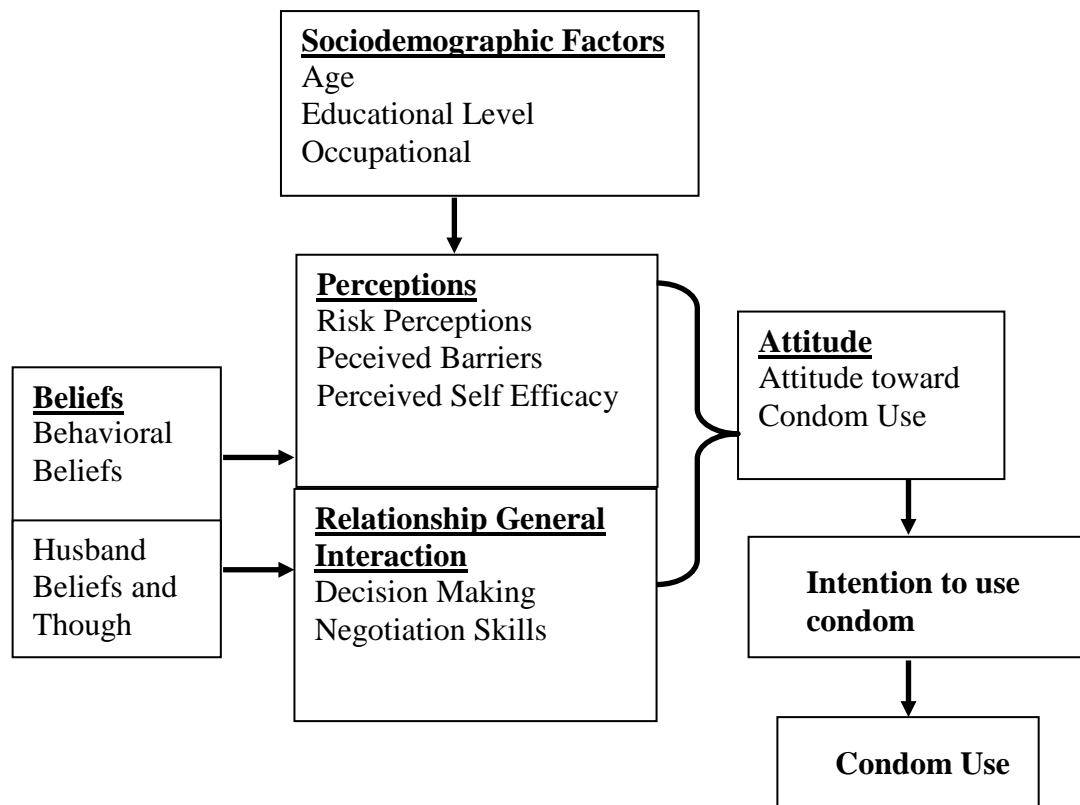 Sociodemographic Factors
Age
Educational Level
Occupational
Perceptions
Risk Perceptions
Peceived Barriers
Perceived Self Efficacy
Beliefs
Behavioral
Beliefs
Husband
Beliefs and
Though
Relationship General
Interaction
Decision Making
Negotiation Skills
Attitude
Attitude toward
Condom Use
Intention to use
condom
Condom Use